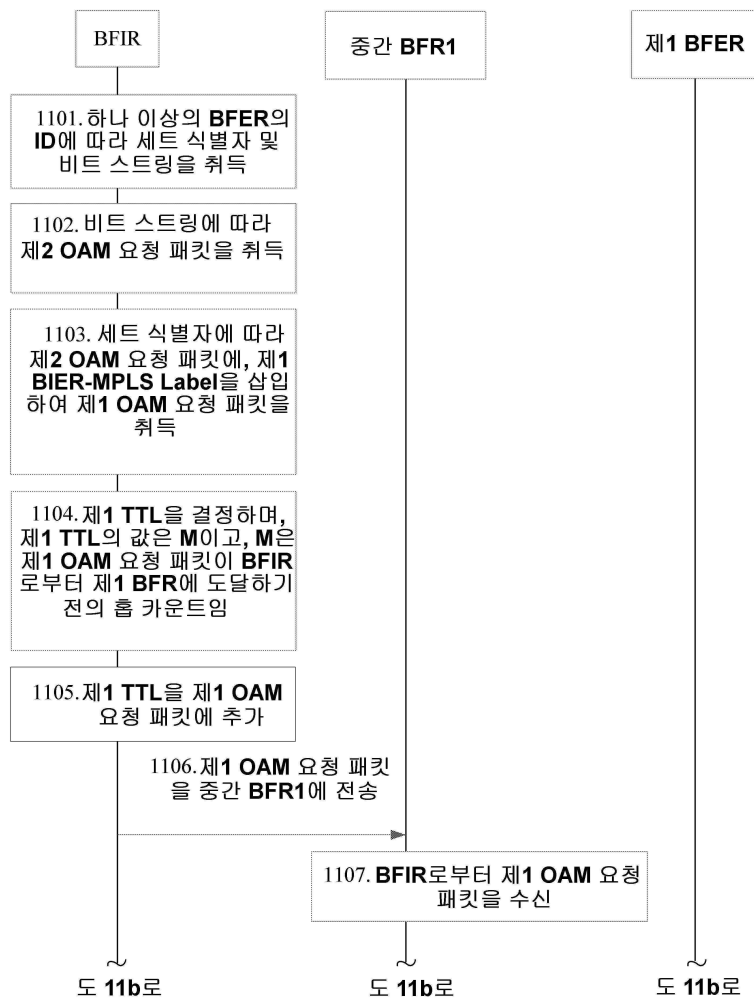 BFIR
중간 BFR1
제1 BFER
1101.하나 이상의 BFER의
ID에 따라 세트 식별자 및
비트 스트링을 취득
1102. 비트 스트링에 따라
제2 OAM 요청 패킷을 취득
1103. 세트 식별자에 따라
제2 OAM 요청 패킷에, 제1
BIER-MPLS Label을 삽입
하여 제1 OAM 요청 패킷을
취득
1104.제1 TTL을 결정하며,
제1 TTL의 값은 M이고, M은
제1 OAM 요청 패킷이 BFIR
로부터 제1 BFR에 도달하기
전의 홉 카운트임
1105.제1 TTL을 제1 OAM
요청 패킷에 추가
1106.제1 OAM 요청 패킷
을 중간 BFR1에 전송
1107. BFIR로부터 제1 OAM 요청
패킷을 수신
도 11b로
도 11b로
도 11b로